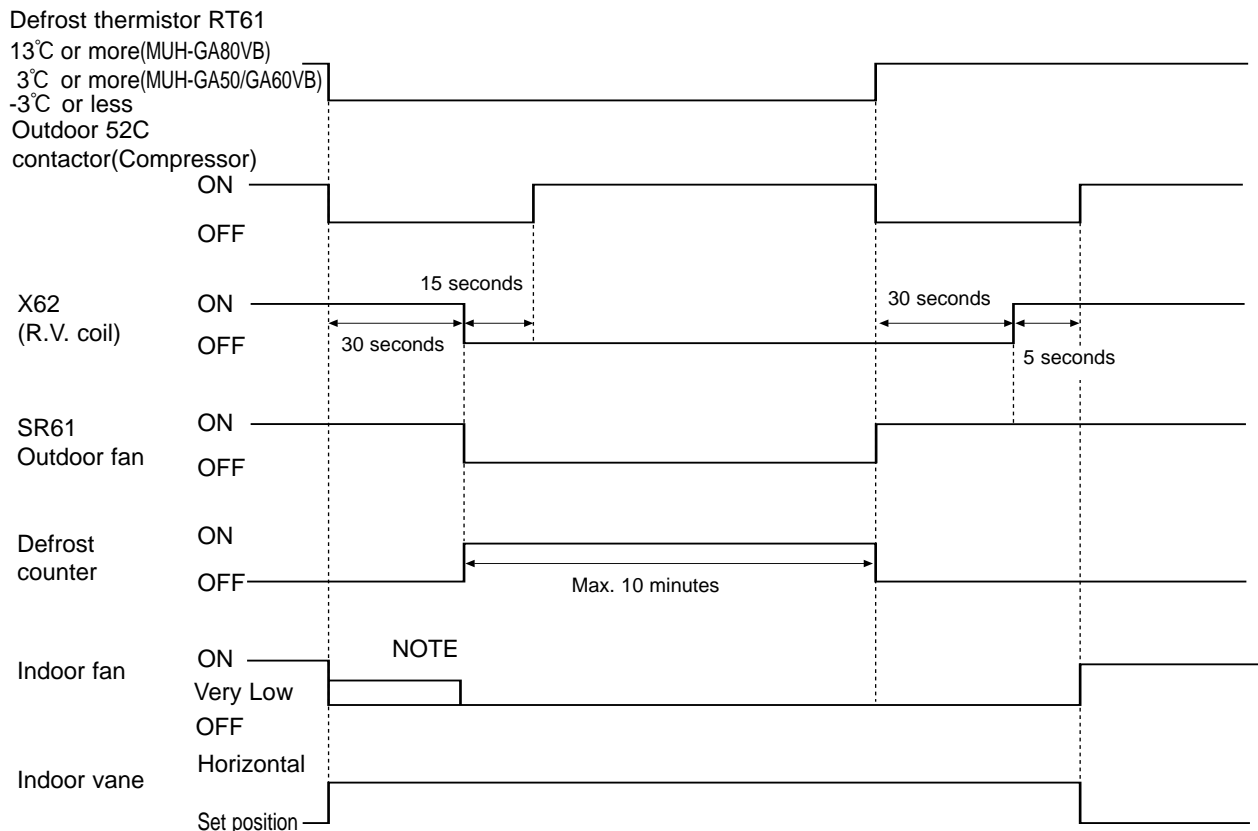 Defrost thermistor RT61
13℃ or more(MUH-GA80VB)
3℃ or more(MUH-GA50/GA60VB)
-3℃ or less
Outdoor 52C
contactor(Compressor)
ON
OFF
15 seconds
30 seconds
X62
(R.V. coil)
ON
OFF
30 seconds
5 seconds
SR61
Outdoor fan
ON
OFF
Defrost
counter
ON
OFF
Max. 10 minutes
NOTE
Indoor fan
ON
Very Low
OFF
Indoor vane
Horizontal
Set position